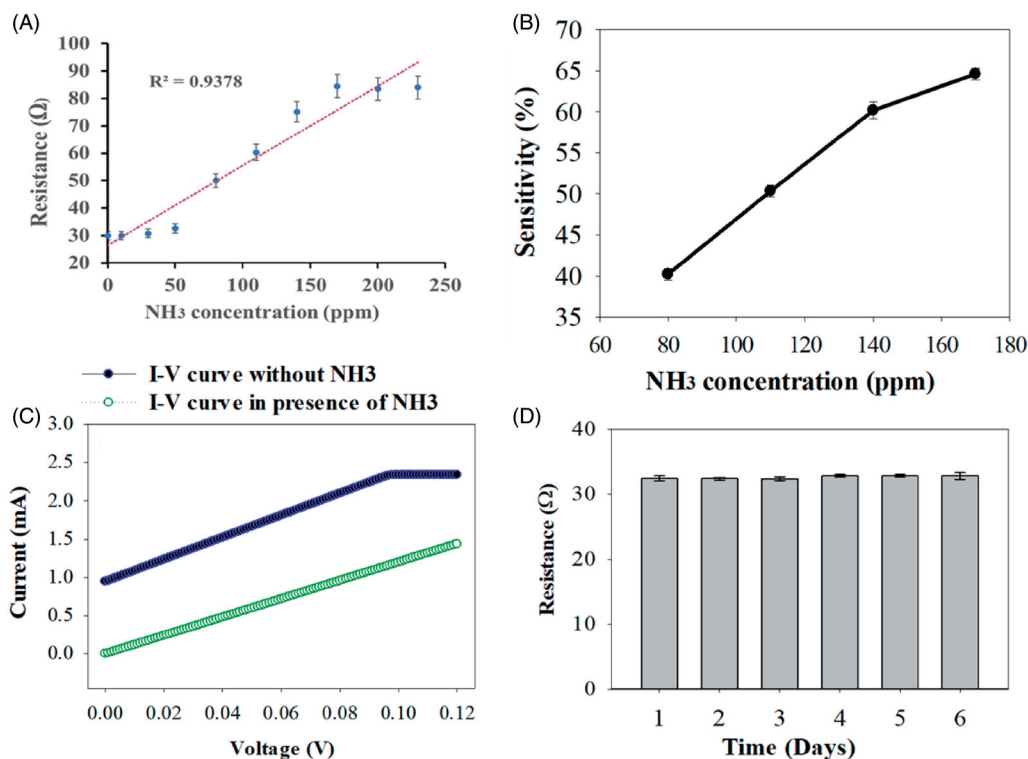 (A)
100
90
80
70
60
50
40
30
20
R² = 0.9378
Resistance (Ω)
0 50 100 150 200 250
NH3 concentration (ppm)
(B)
70
65
60
55
50
45
40
35
Sensitivity (%)
60 80 100 120 140 160 180
NH3 concentration (ppm)
I-V curve without NH3
I-V curve in presence of NH3
(C)
3.0
2.5
2.0
1.5
1.0
0.5
0.0
Current (mA)
0.00 0.02 0.04 0.06 0.08 0.10 0.12
Voltage (V)
(D)
40
30
20
10
0
Resistance (Ω)
1 2 3 4 5 6
Time (Days)